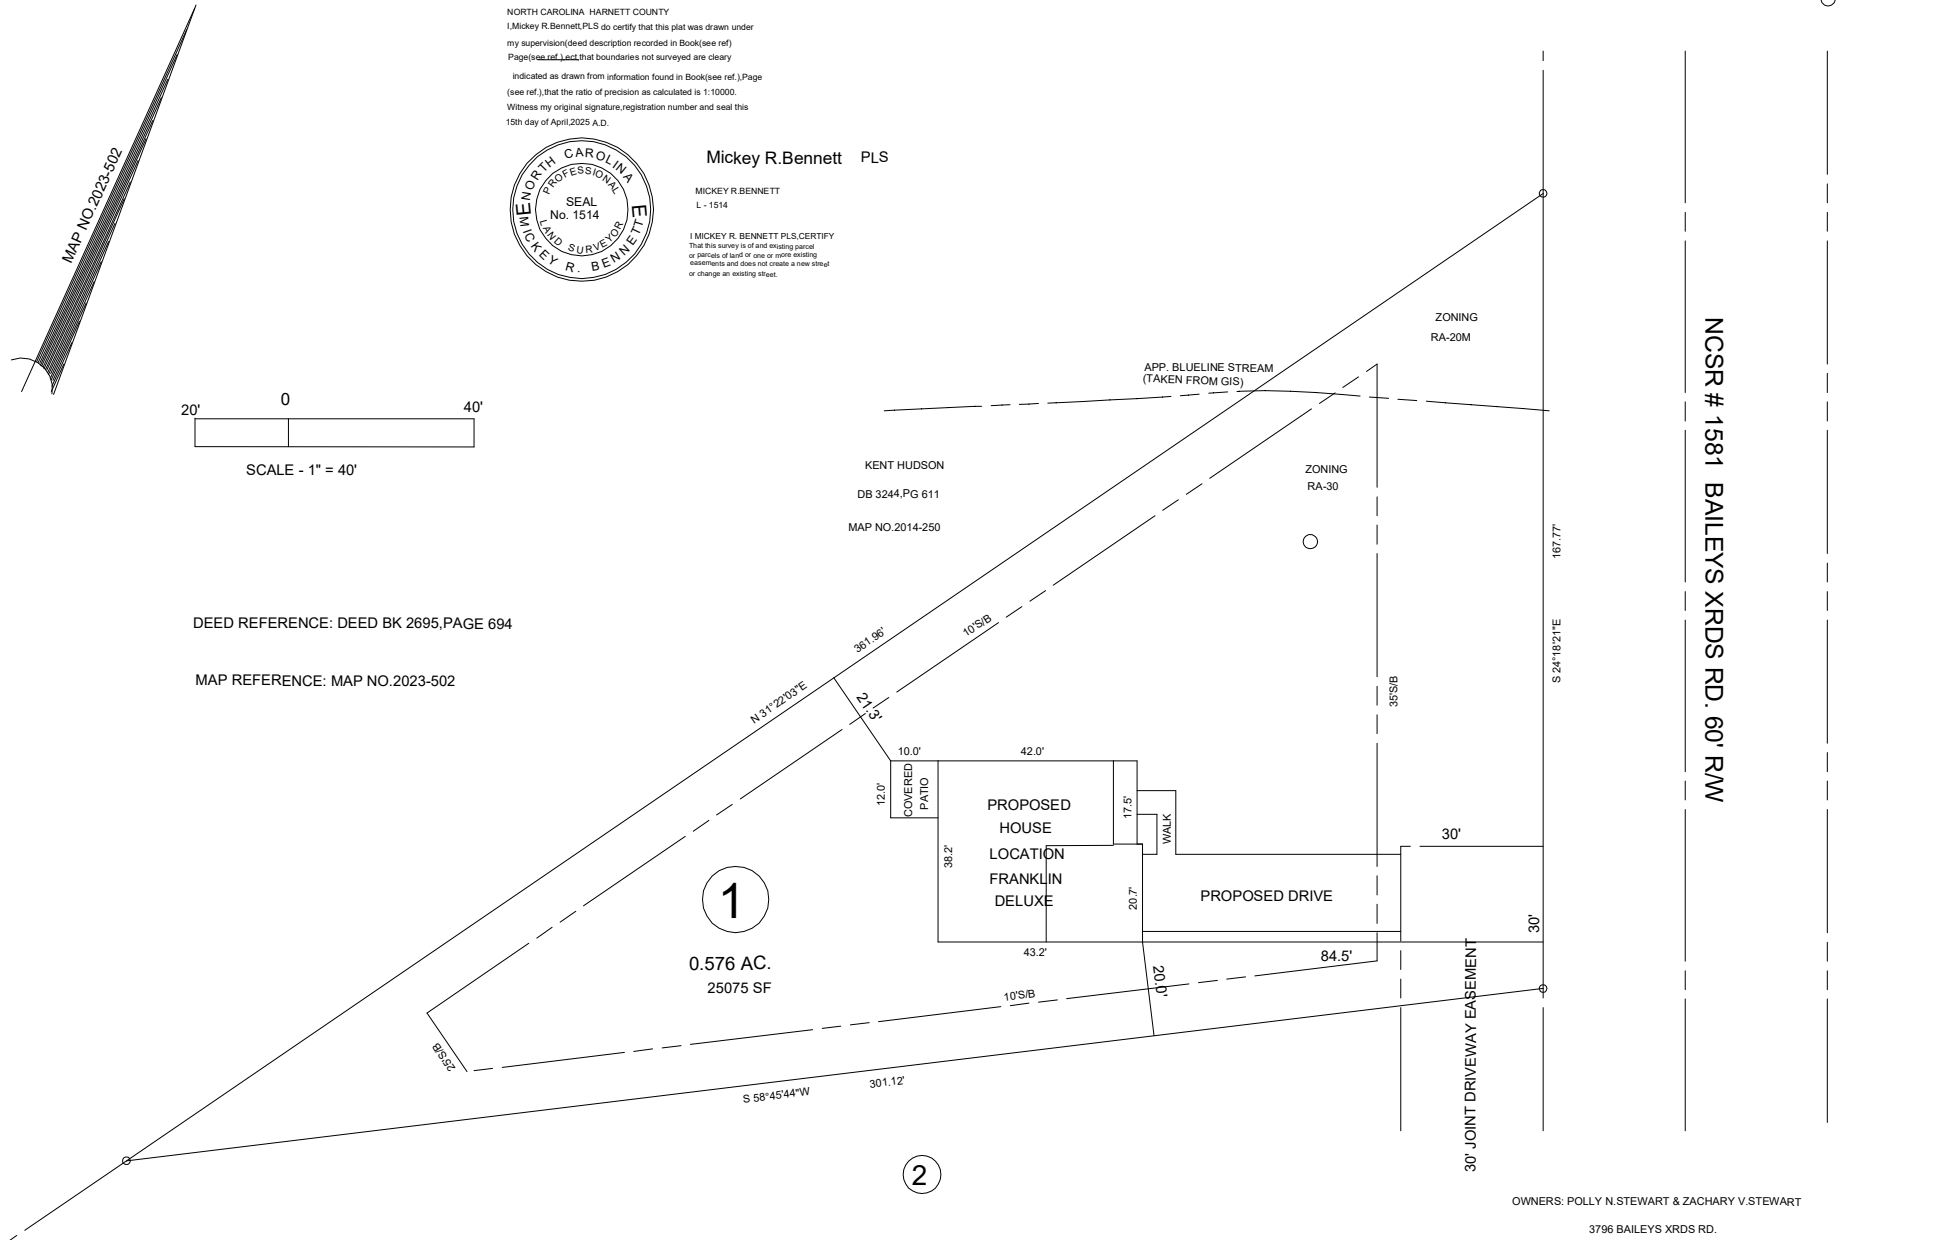 NORTH CAROLINA HARNETT COUNTY
I,Mickey R.Bennett,PLS do certify that this plat was drawn under
my supervision(deed description recorded in Book(see ref)
Page(see ref.),ect,that boundaries not surveyed are cleary
indicated as drawn from information found in Book(see ref.),Page
(see ref.),that the ratio of precision as calculated is 1:10000.
Witness my original signature,registration number and seal this
15th day of April,2025 A.D.
NORTH CAROLINA
PROFESSIONAL
SEAL
No. 1514
LAND SURVEYOR
MICKEY R. BENNETT
E
E
Mickey R.Bennett PLS
MICKEY R.BENNETT
L - 1514
I MICKEY R. BENNETT PLS,CERTIFY
That this survey is of and existing parcel
or parcels of land or one or more existing
easements and does not create a new street
or change an existing street.
MAP NO.2023-502
20' 0 40'
SCALE - 1" = 40'
DEED REFERENCE: DEED BK 2695,PAGE 694
MAP REFERENCE: MAP NO.2023-502
ZONING
RA-20M
APP. BLUELINE STREAM
(TAKEN FROM GIS)
KENT HUDSON
DB 3244,PG 611
MAP NO.2014-250
ZONING
RA-30
NCSR # 1581 BAILEYS XRDS RD. 60' R/W
167.77'
S 24°18'21"E
35'S/B
10'S/B
361.96'
N 31°22'03"E
21.3'
10.0'
42.0'
12.0'
COVERED
PATIO
38.2'
PROPOSED
HOUSE
LOCATION
FRANKLIN
DELUXE
17.5'
WALK
20.7'
43.2'
PROPOSED DRIVE
30'
30'
84.5'
20.0'
10'S/B
25'S/B
1
0.576 AC.
25075 SF
S 58°45'44"W
301.12'
30' JOINT DRIVEWAY EASEMENT
2
OWNERS: POLLY N.STEWART & ZACHARY V.STEWART
3796 BAILEYS XRDS RD.